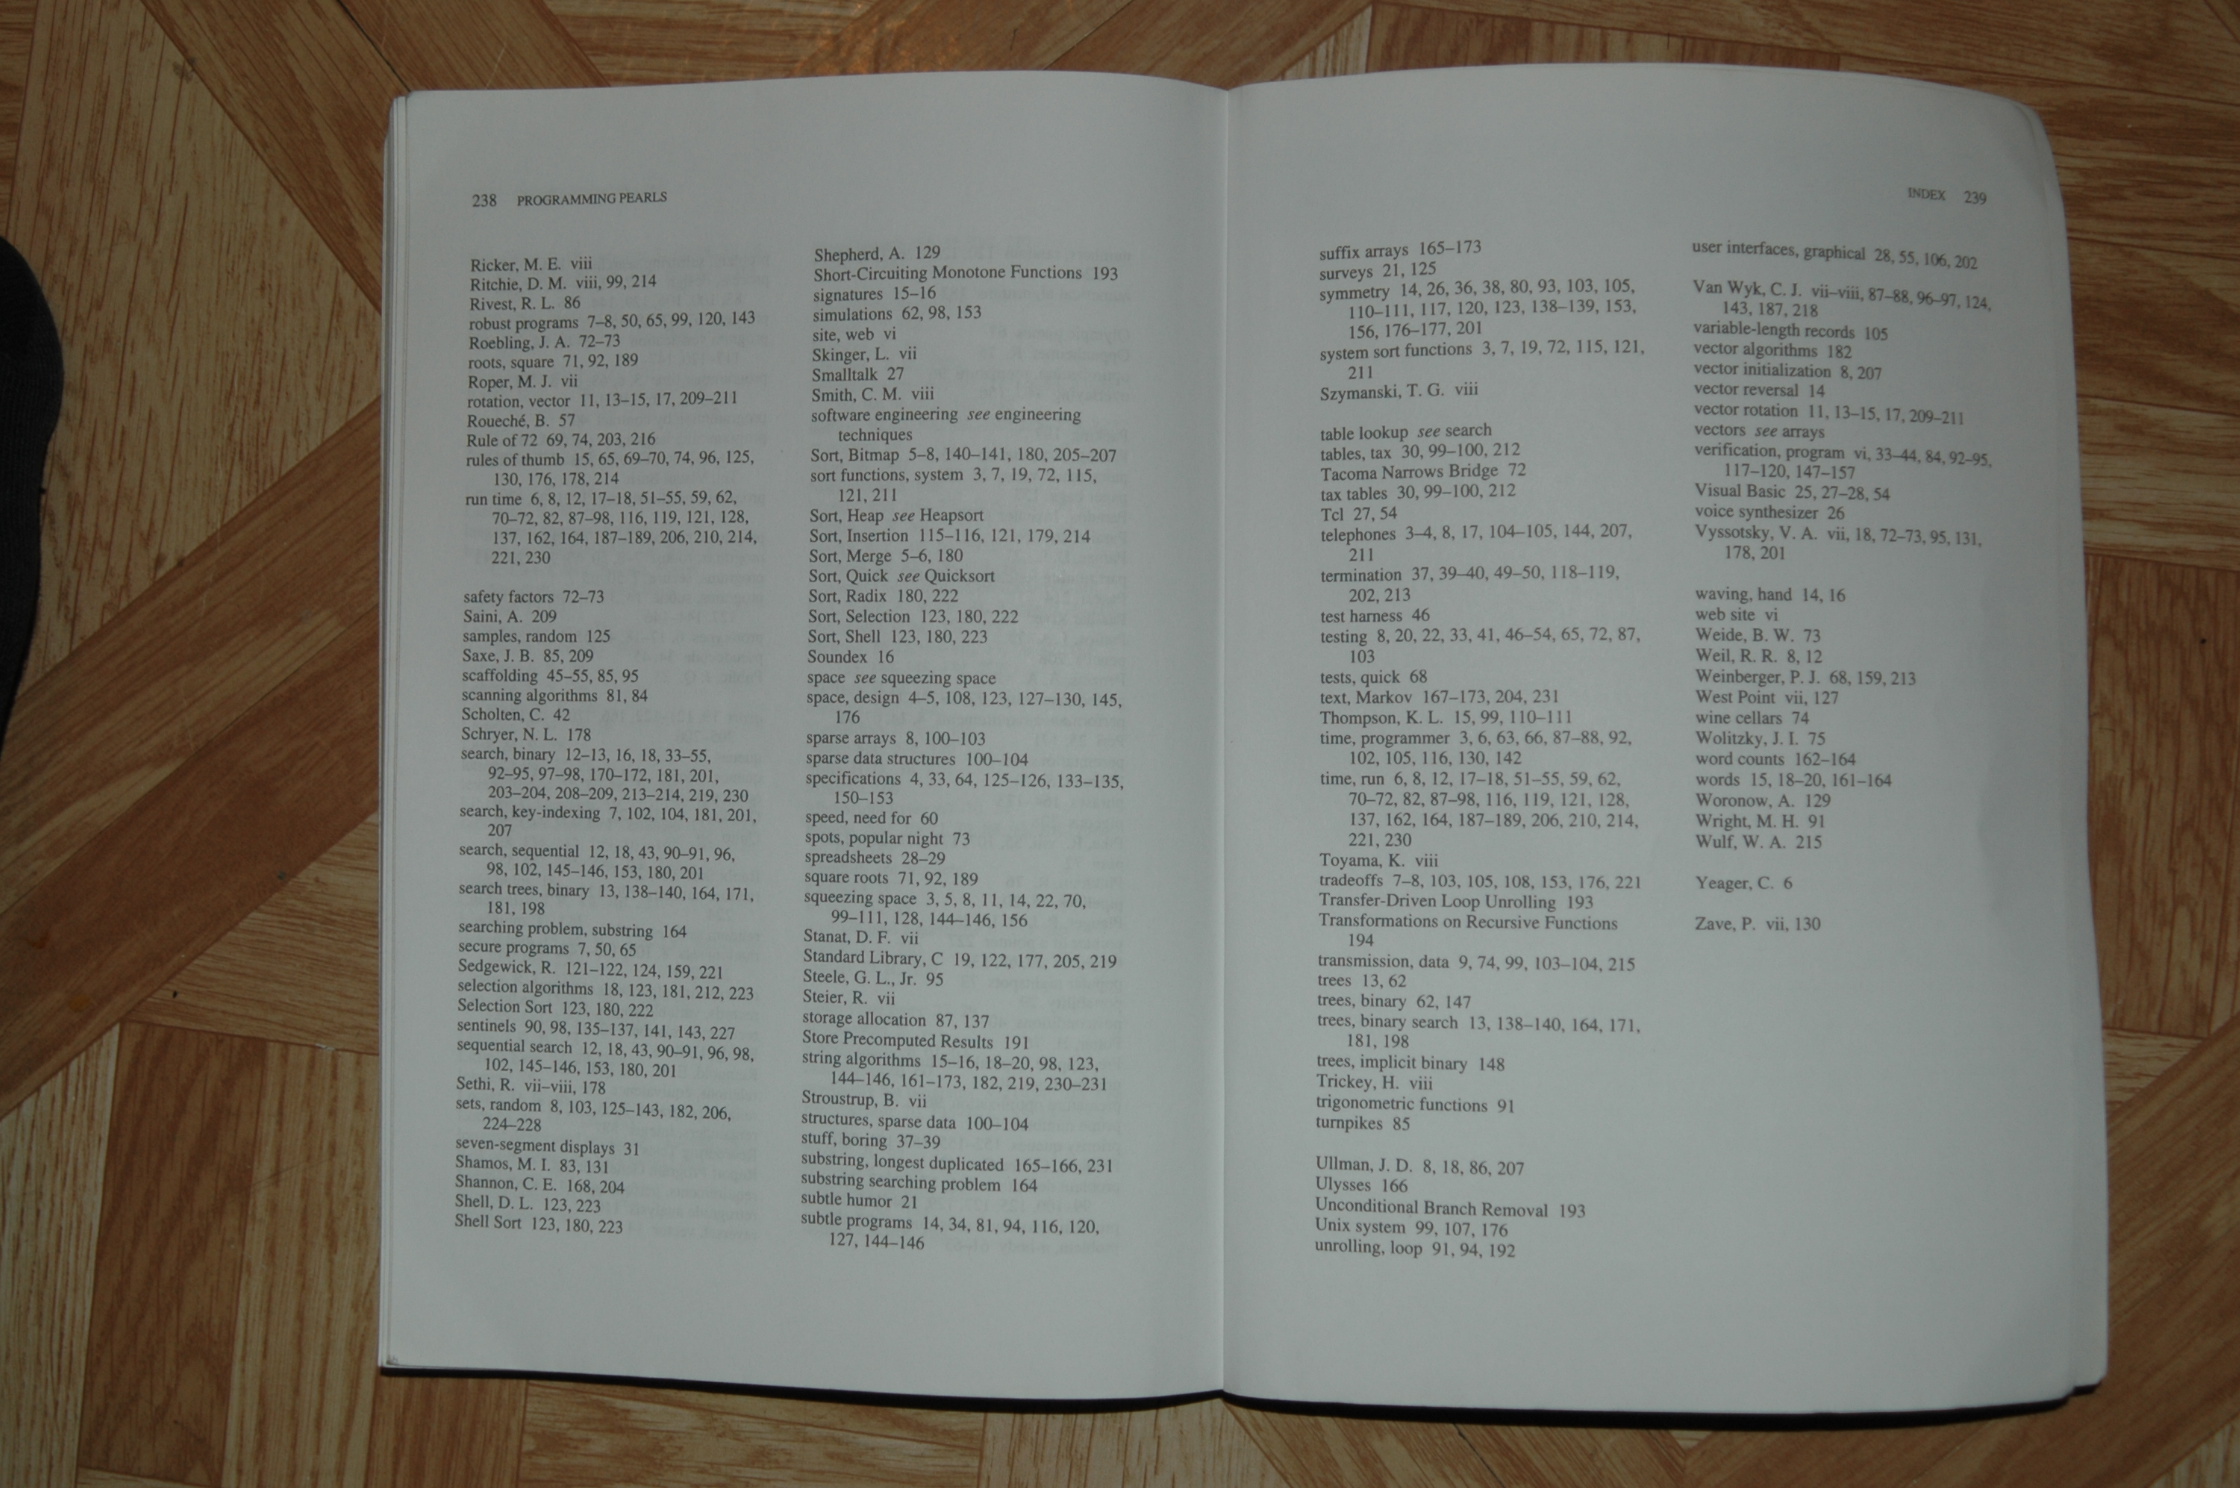 238 PROGRAMMING PEARLS
Ricker, M. E. viii
Ritchie, D. M. viii, 99, 214
Rivest, R. L. 86
robust programs 7–8, 50, 65, 99, 120, 143
Roebling, J. A. 72–73
roots, square 71, 92, 189
Roper, M. J. vii
rotation, vector 11, 13–15, 17, 209–211
Roueché, B. 57
Rule of 72 69, 74, 203, 216
rules of thumb 15, 65, 69–70, 74, 96, 125,
130, 176, 178, 214
run time 6, 8, 12, 17–18, 51–55, 59, 62,
70–72, 82, 87–98, 116, 119, 121, 128,
137, 162, 164, 187–189, 206, 210, 214,
221, 230
safety factors 72–73
Saini, A. 209
samples, random 125
Saxe, J. B. 85, 209
scaffolding 45–55, 85, 95
scanning algorithms 81, 84
Scholten, C. 42
Schryer, N. L. 178
search, binary 12–13, 16, 18, 33–55,
92–95, 97–98, 170–172, 181, 201,
203–204, 208–209, 213–214, 219, 230
search, key-indexing 7, 102, 104, 181, 201,
207
search, sequential 12, 18, 43, 90–91, 96,
98, 102, 145–146, 153, 180, 201
search trees, binary 13, 138–140, 164, 171,
181, 198
searching problem, substring 164
secure programs 7, 50, 65
Sedgewick, R. 121–122, 124, 159, 221
selection algorithms 18, 123, 181, 212, 223
Selection Sort 123, 180, 222
sentinels 90, 98, 135–137, 141, 143, 227
sequential search 12, 18, 43, 90–91, 96, 98,
102, 145–146, 153, 180, 201
Sethi, R. vii–viii, 178
sets, random 8, 103, 125–143, 182, 206,
224–228
seven-segment displays 31
Shamos, M. I. 83, 131
Shannon, C. E. 168, 204
Shell, D. L. 123, 223
Shell Sort 123, 180, 223
Shepherd, A. 129
Short-Circuiting Monotone Functions 193
signatures 15–16
simulations 62, 98, 153
site, web vi
Skinger, L. vii
Smalltalk 27
Smith, C. M. viii
software engineering see engineering
techniques
Sort, Bitmap 5–8, 140–141, 180, 205–207
sort functions, system 3, 7, 19, 72, 115,
121, 211
Sort, Heap see Heapsort
Sort, Insertion 115–116, 121, 179, 214
Sort, Merge 5–6, 180
Sort, Quick see Quicksort
Sort, Radix 180, 222
Sort, Selection 123, 180, 222
Sort, Shell 123, 180, 223
Soundex 16
space see squeezing space
space, design 4–5, 108, 123, 127–130, 145,
176
sparse arrays 8, 100–103
sparse data structures 100–104
specifications 4, 33, 64, 125–126, 133–135,
150–153
speed, need for 60
spots, popular night 73
spreadsheets 28–29
square roots 71, 92, 189
squeezing space 3, 5, 8, 11, 14, 22, 70,
99–111, 128, 144–146, 156
Stanat, D. F. vii
Standard Library, C 19, 122, 177, 205, 219
Steele, G. L., Jr. 95
Steier, R. vii
storage allocation 87, 137
Store Precomputed Results 191
string algorithms 15–16, 18–20, 98, 123,
144–146, 161–173, 182, 219, 230–231
Stroustrup, B. vii
structures, sparse data 100–104
stuff, boring 37–39
substring, longest duplicated 165–166, 231
substring searching problem 164
subtle humor 21
subtle programs 14, 34, 81, 94, 116, 120,
127, 144–146
INDEX 239
suffix arrays 165–173
surveys 21, 125
symmetry 14, 26, 36, 38, 80, 93, 103, 105,
110–111, 117, 120, 123, 138–139, 153,
156, 176–177, 201
system sort functions 3, 7, 19, 72, 115, 121,
211
Szymanski, T. G. viii
table lookup see search
tables, tax 30, 99–100, 212
Tacoma Narrows Bridge 72
tax tables 30, 99–100, 212
Tcl 27, 54
telephones 3–4, 8, 17, 104–105, 144, 207,
211
termination 37, 39–40, 49–50, 118–119,
202, 213
test harness 46
testing 8, 20, 22, 33, 41, 46–54, 65, 72, 87,
103
tests, quick 68
text, Markov 167–173, 204, 231
Thompson, K. L. 15, 99, 110–111
time, programmer 3, 6, 63, 66, 87–88, 92,
102, 105, 116, 130, 142
time, run 6, 8, 12, 17–18, 51–55, 59, 62,
70–72, 82, 87–98, 116, 119, 121, 128,
137, 162, 164, 187–189, 206, 210, 214,
221, 230
Toyama, K. viii
tradeoffs 7–8, 103, 105, 108, 153, 176, 221
Transfer-Driven Loop Unrolling 193
Transformations on Recursive Functions
194
transmission, data 9, 74, 99, 103–104, 215
trees 13, 62
trees, binary 62, 147
trees, binary search 13, 138–140, 164, 171,
181, 198
trees, implicit binary 148
Trickey, H. viii
trigonometric functions 91
turnpikes 85
Ullman, J. D. 8, 18, 86, 207
Ulysses 166
Unconditional Branch Removal 193
Unix system 99, 107, 176
unrolling, loop 91, 94, 192
user interfaces, graphical 28, 55, 106, 202
Van Wyk, C. J. vii–viii, 87–88, 96–97, 124,
143, 187, 218
variable-length records 105
vector algorithms 182
vector initialization 8, 207
vector reversal 14
vector rotation 11, 13–15, 17, 209–211
vectors see arrays
verification, program vi, 33–44, 84, 92–95,
117–120, 147–157
Visual Basic 25, 27–28, 54
voice synthesizer 26
Vyssotsky, V. A. vii, 18, 72–73, 95, 131,
178, 201
waving, hand 14, 16
web site vi
Weide, B. W. 73
Weil, R. R. 8, 12
Weinberger, P. J. 68, 159, 213
West Point vii, 127
wine cellars 74
Wolitzky, J. I. 75
word counts 162–164
words 15, 18–20, 161–164
Woronow, A. 129
Wright, M. H. 91
Wulf, W. A. 215
Yeager, C. 6
Zave, P. vii, 130